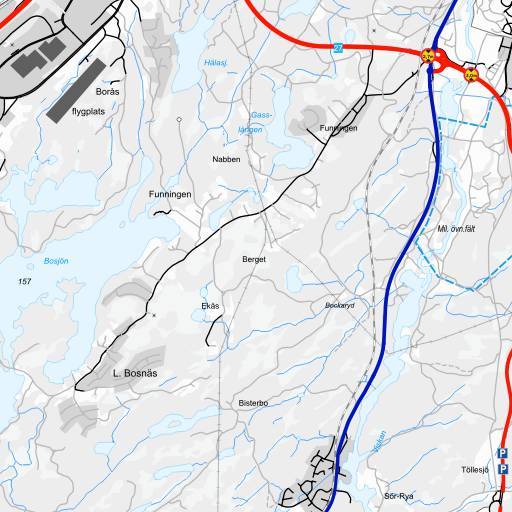 Hälasj.
27
Borås
flygplats
Gass-
lången
Funningen
Nabben
Funningen
Mil. övn.fält
Bosjön
Berget
157
Ekås
Bockaryd
L. Bosnäs
Bisterbo
Viskan
P
P
Töllesjö
Sör-Rya